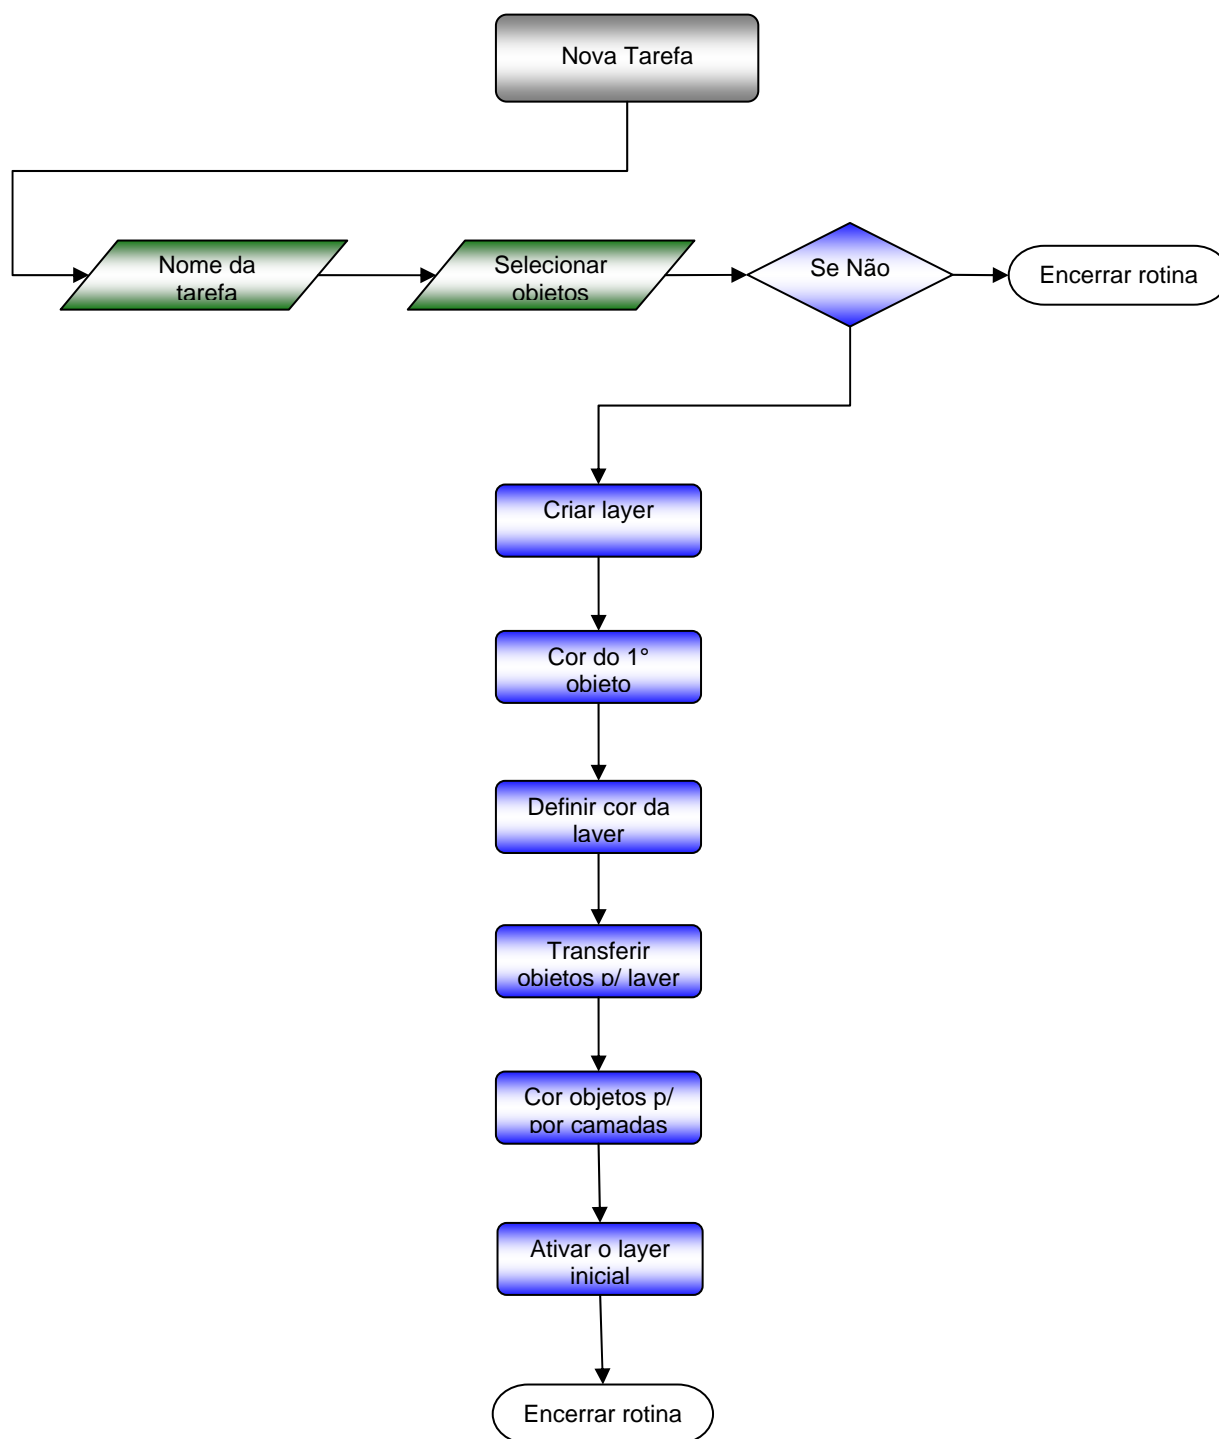 Nova Tarefa
Nome da
tarefa
Selecionar
objetos
Se Não
Encerrar rotina
Criar layer
Cor do 1°
objeto
Definir cor da
layer
Transferir
objetos p/ layer
Cor objetos p/
por camadas
Ativar o layer
inicial
Encerrar rotina